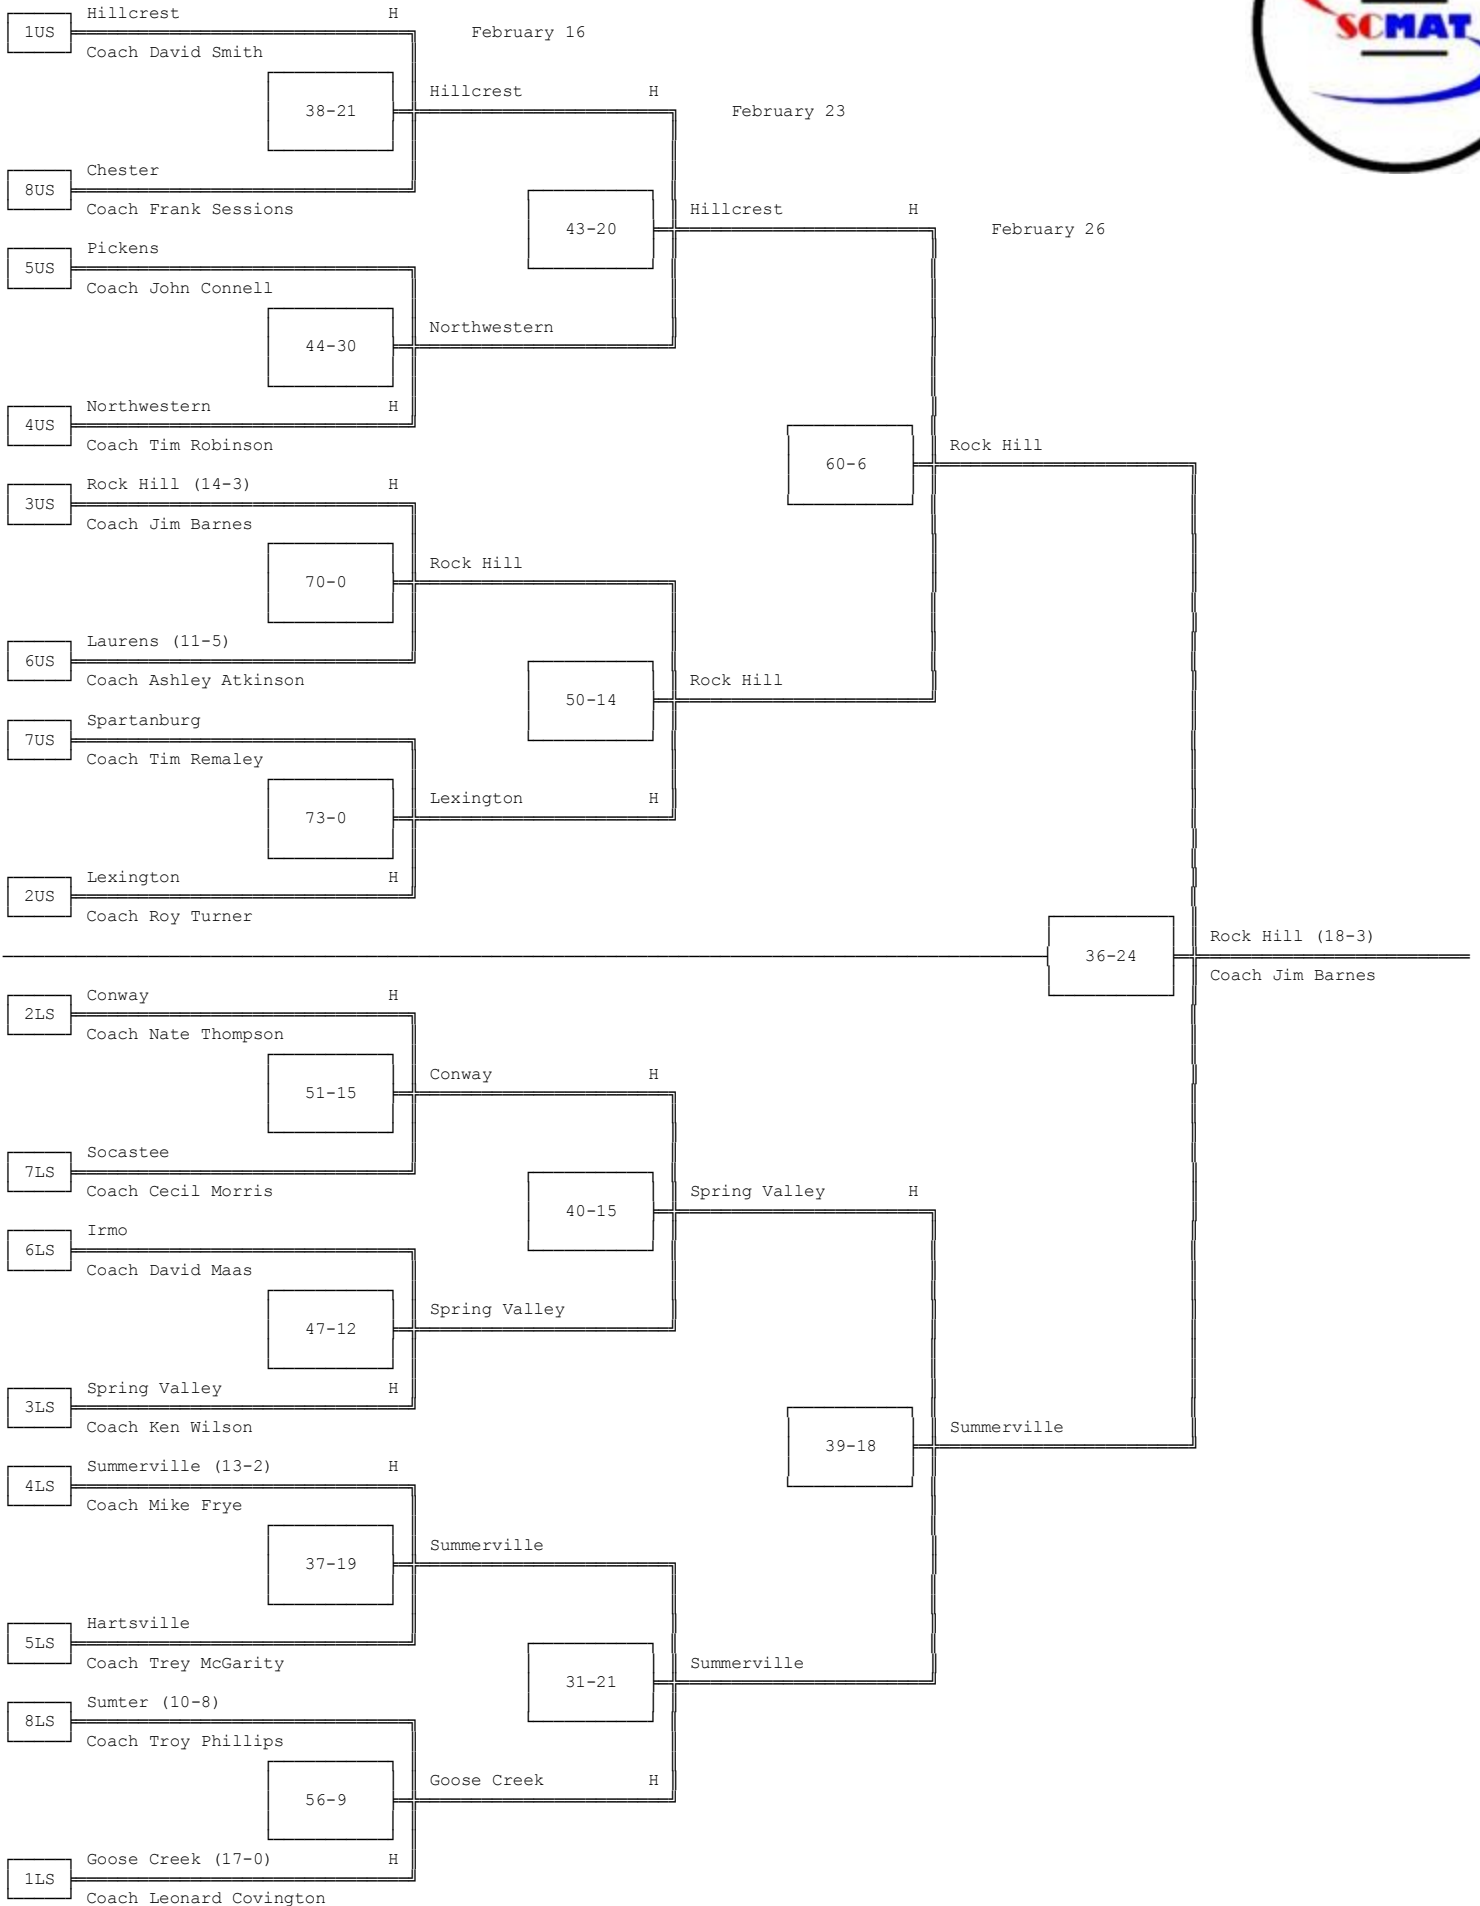 Hillcrest H
1US
February 16
Coach David Smith
SCMAT
Hillcrest H
38-21
February 23
Chester
8US
Coach Frank Sessions
Hillcrest H
43-20
February 26
Pickens
5US
Coach John Connell
Northwestern
44-30
Northwestern H
4US
Coach Tim Robinson
Rock Hill
60-6
Rock Hill (14-3) H
3US
Coach Jim Barnes
Rock Hill
70-0
Laurens (11-5)
6US
Coach Ashley Atkinson
Rock Hill
50-14
Spartanburg
7US
Coach Tim Remaley
Lexington H
73-0
Lexington H
2US
Coach Roy Turner
Rock Hill (18-3)
36-24
Coach Jim Barnes
Conway H
2LS
Coach Nate Thompson
Conway H
51-15
Socastee
7LS
Coach Cecil Morris
Spring Valley H
40-15
Irmo
6LS
Coach David Maas
Spring Valley
47-12
Spring Valley H
3LS
Coach Ken Wilson
Summerville
39-18
Summerville (13-2) H
4LS
Coach Mike Frye
Summerville
37-19
Hartsville
5LS
Coach Trey McGarity
Summerville
31-21
Sumter (10-8)
8LS
Coach Troy Phillips
Goose Creek H
56-9
Goose Creek (17-0) H
1LS
Coach Leonard Covington